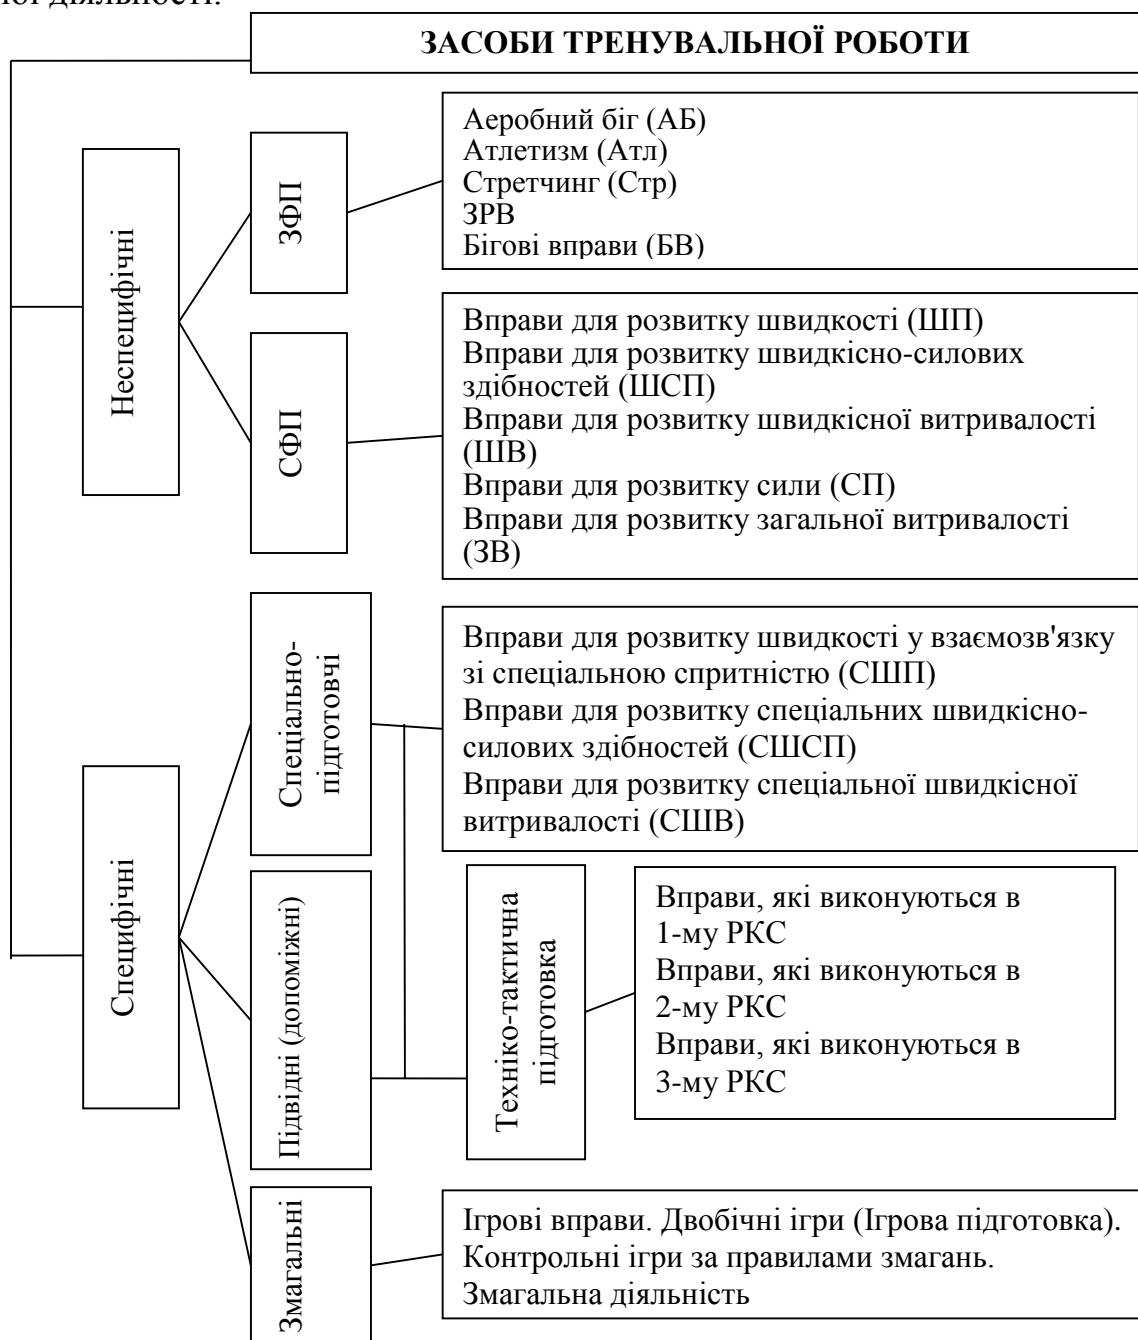 ної діяльності.
ЗАСОБИ ТРЕНУВАЛЬНОЇ РОБОТИ
Неспецифічні
ЗФП
Аеробний біг (АБ)
Атлетизм (Атл)
Стретчинг (Стр)
ЗРВ
Бігові вправи (БВ)
СФП
Вправи для розвитку швидкості (ШП)
Вправи для розвитку швидкісно-силових
здібностей (ШСП)
Вправи для розвитку швидкісної витривалості
(ШВ)
Вправи для розвитку сили (СП)
Вправи для розвитку загальної витривалості
(ЗВ)
Специфічні
Спеціально-
підготовчі
Вправи для розвитку швидкості у взаємозв'язку
зі спеціальною спритністю (СШП)
Вправи для розвитку спеціальних швидкісно-
силових здібностей (СШСП)
Вправи для розвитку спеціальної швидкісної
витривалості (СШВ)
Підвідні (допоміжні)
Техніко-тактична
підготовка
Вправи, які виконуються в
1-му РКС
Вправи, які виконуються в
2-му РКС
Вправи, які виконуються в
3-му РКС
Змагальні
Ігрові вправи. Двобічні ігри (Ігрова підготовка).
Контрольні ігри за правилами змагань.
Змагальна діяльність